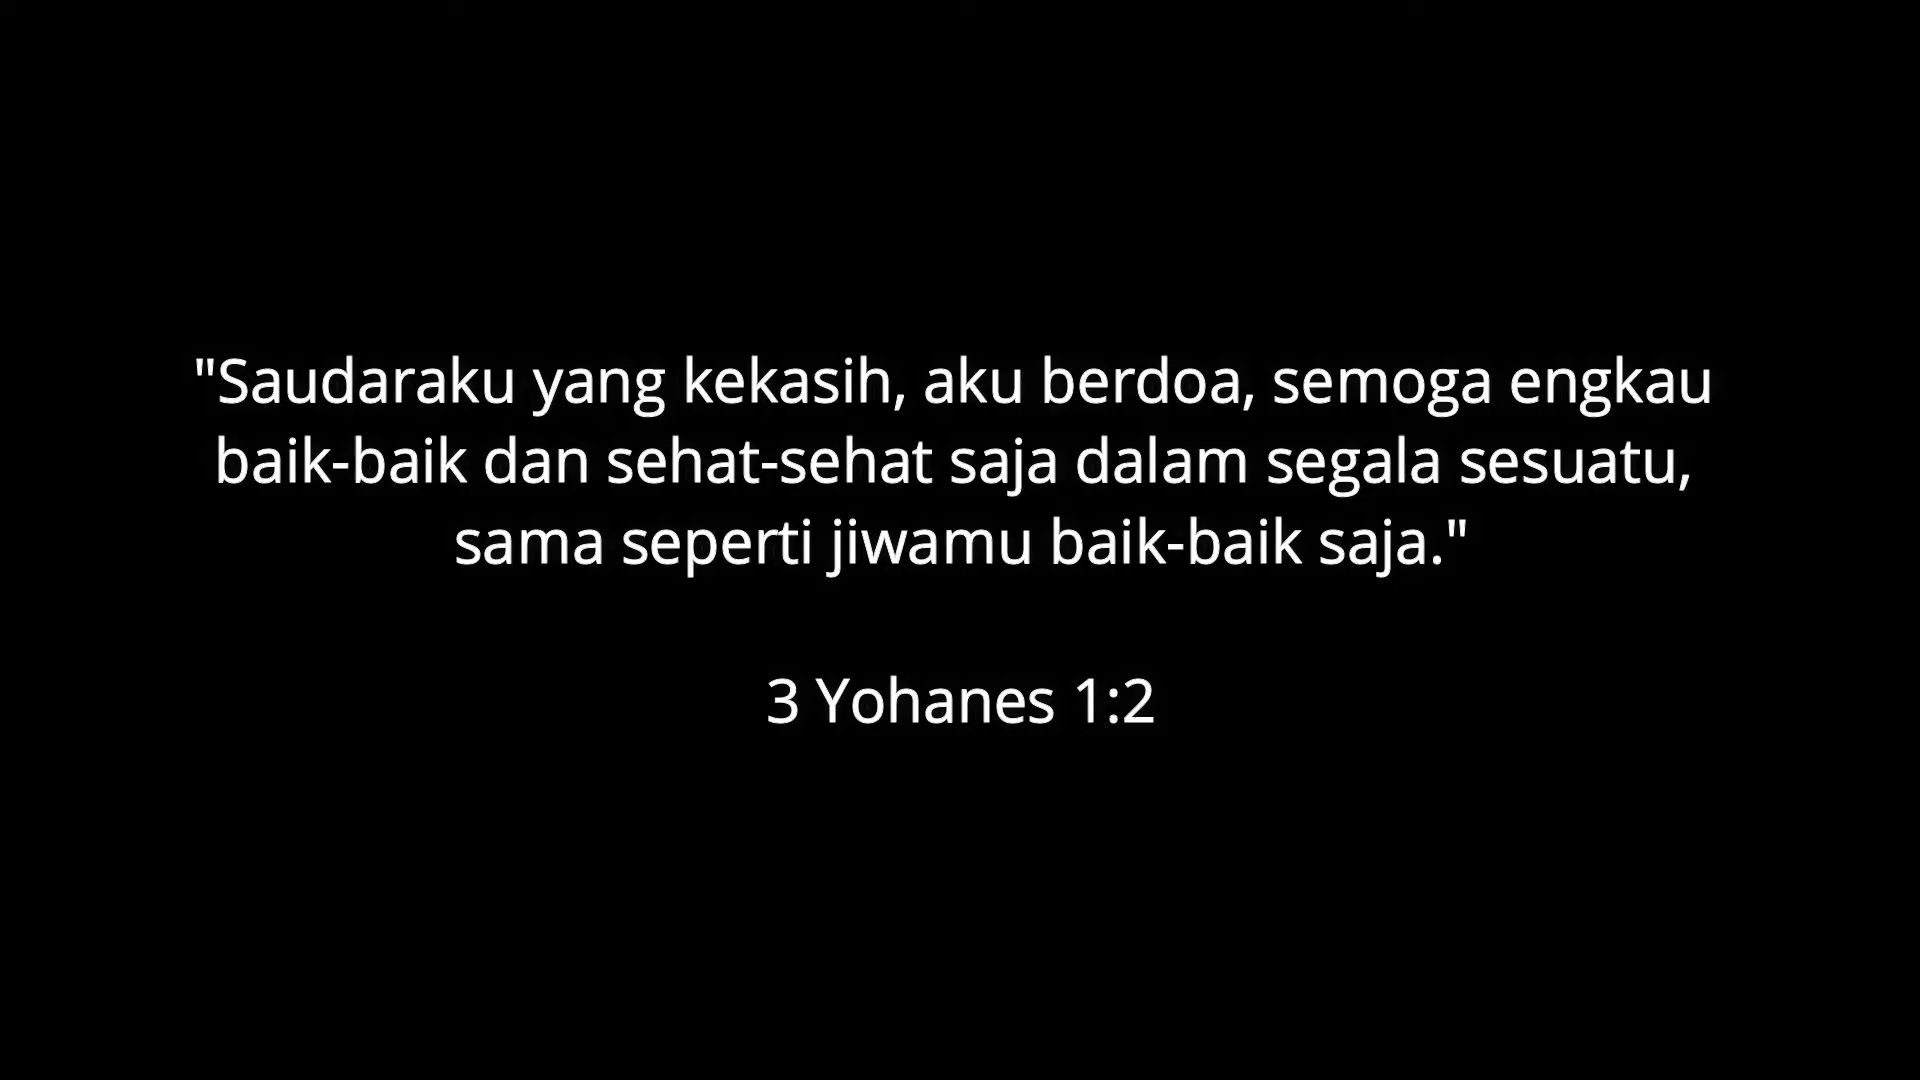 "Saudaraku yang kekasih, aku berdoa, semoga engkau
baik-baik dan sehat-sehat saja dalam segala sesuatu,
sama seperti jiwamu baik-baik saja."
3 Yohanes 1:2